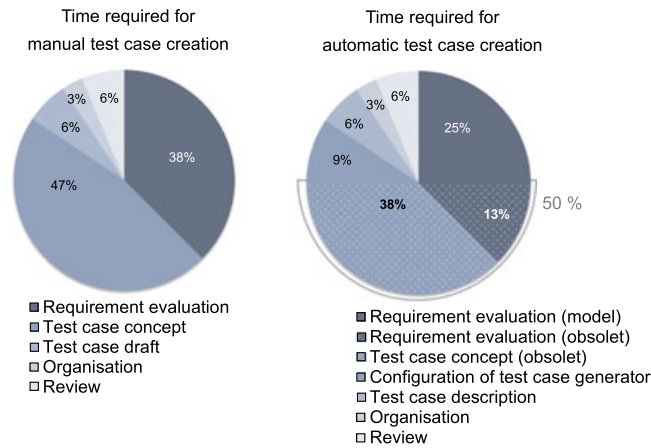 Time required for
manual test case creation
3%
6%
6%
38%
47%
Requirement evaluation
Test case concept
Test case draft
Organisation
Review
Time required for
automatic test case creation
3%
6%
6%
25%
9%
38%
13%
50 %
Requirement evaluation (model)
Requirement evaluation (obsolet)
Test case concept (obsolet)
Configuration of test case generator
Test case description
Organisation
Review